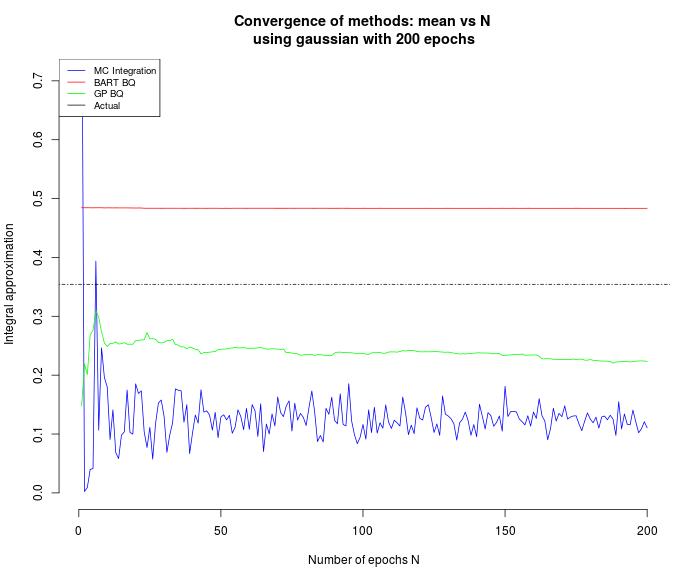 Convergence of methods: mean vs N
using gaussian with 200 epochs
MC Integration
BART BQ
GP BQ
Actual
Integral approximation
0.7
0.6
0.5
0.4
0.3
0.2
0.1
0.0
0
50
100
150
200
Number of epochs N